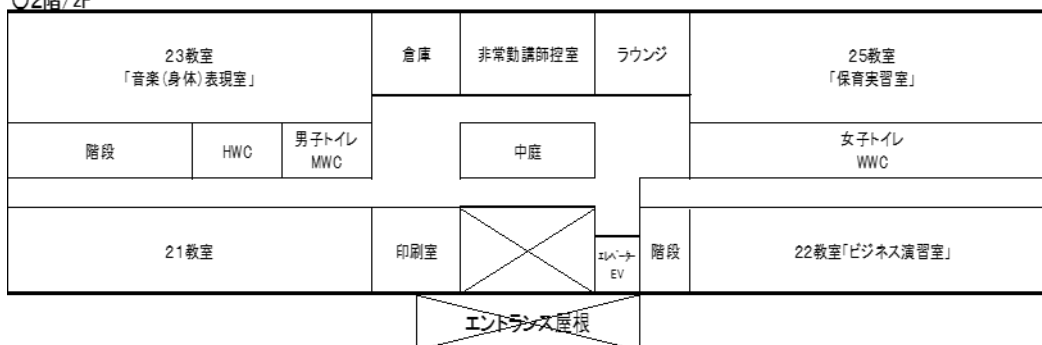 ○2階/2F
23教室
「音楽(身体)表現室」
倉庫
非常勤講師控室
ラウンジ
25教室
「保育実習室」
階段
HWC
男子トイレ
MWC
中庭
女子トイレ
WWC
21教室
印刷室
エレベーター
EV
階段
22教室「ビジネス演習室」
エントランス屋根